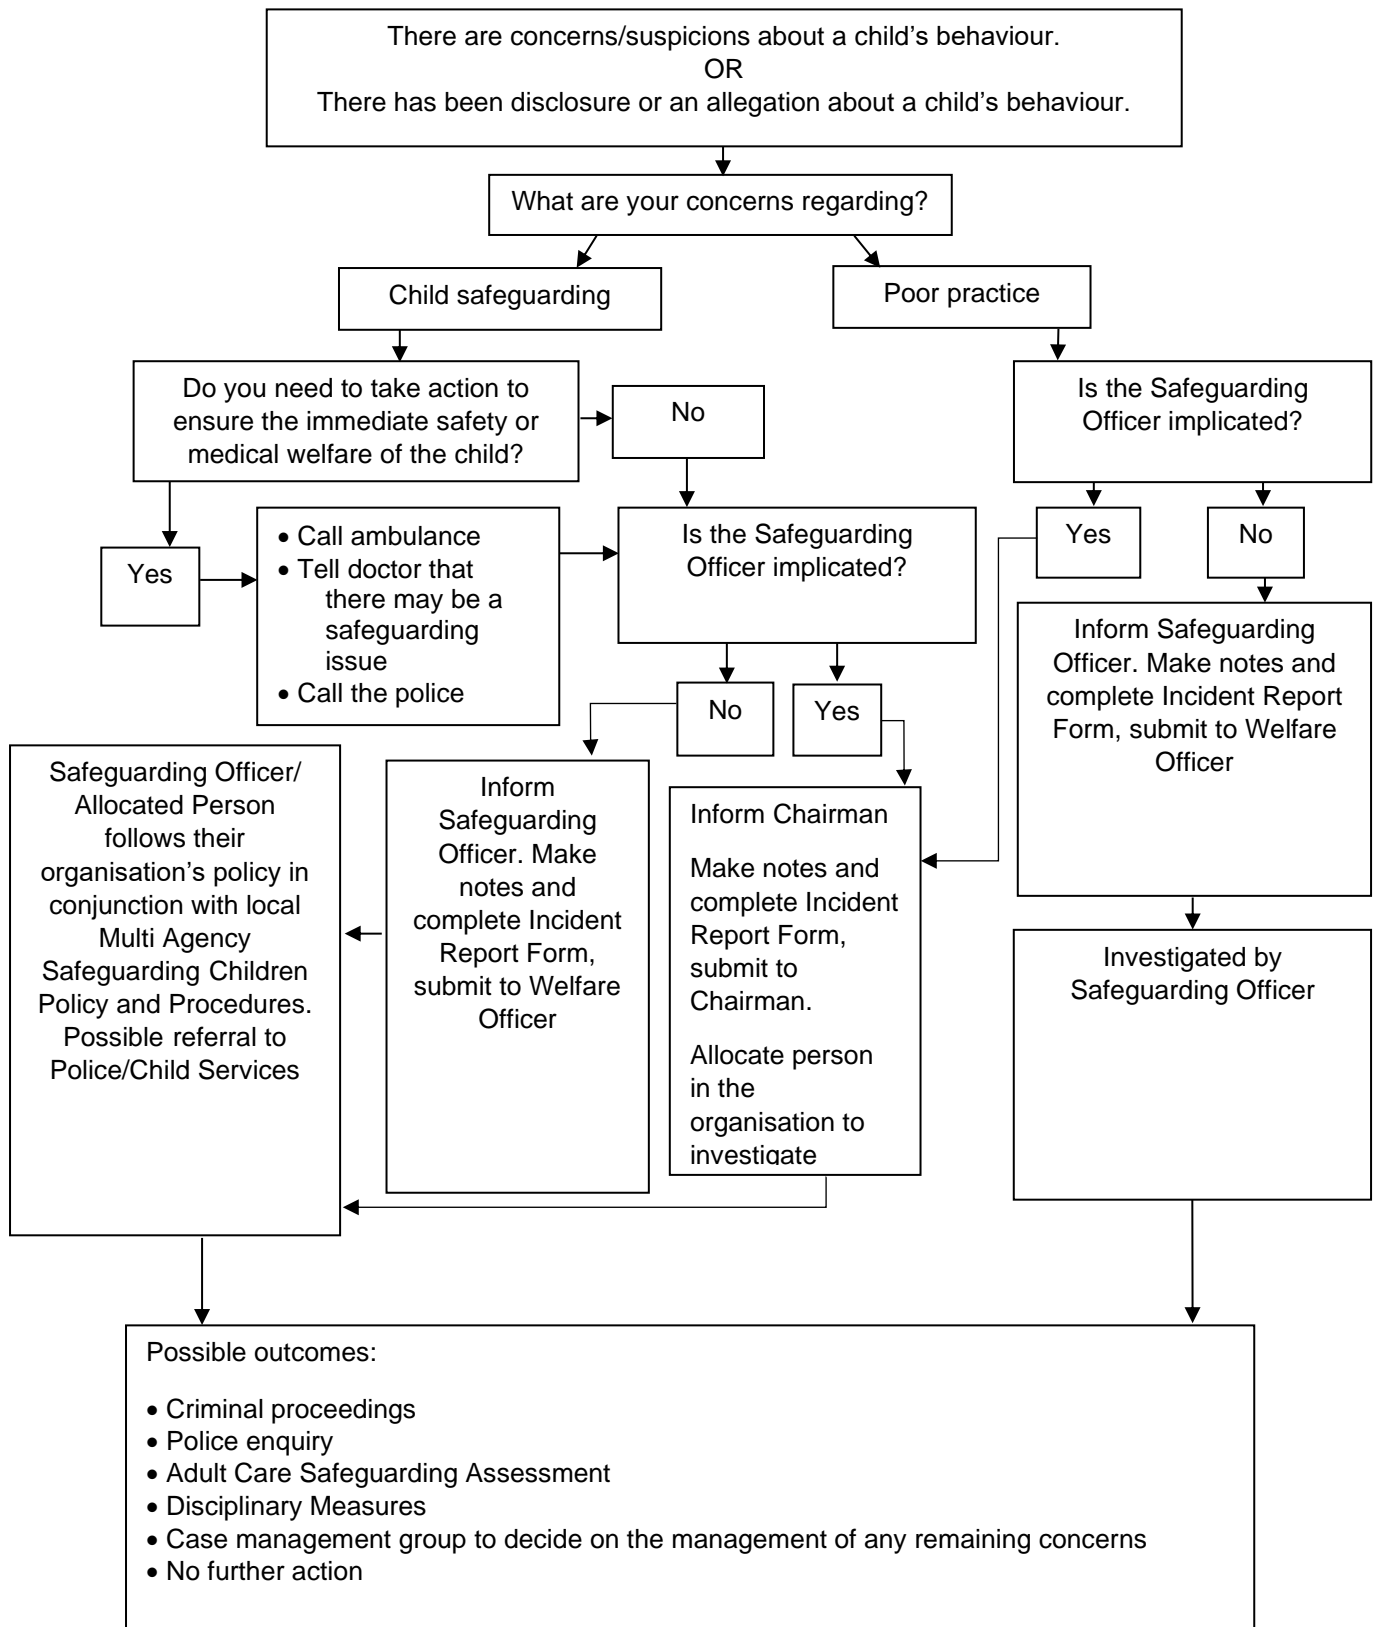 There are concerns/suspicions about a child’s behaviour.
OR
There has been disclosure or an allegation about a child’s behaviour.
What are your concerns regarding?
Child safeguarding
Poor practice
Do you need to take action to
ensure the immediate safety or
medical welfare of the child?
No
Is the Safeguarding
Officer implicated?
Yes
• Call ambulance
• Tell doctor that
there may be a
safeguarding
issue
• Call the police
Is the Safeguarding
Officer implicated?
Yes
No
No
Yes
Inform Safeguarding
Officer. Make notes and
complete Incident Report
Form, submit to Welfare
Officer
Safeguarding Officer/
Allocated Person
follows their
organisation’s policy in
conjunction with local
Multi Agency
Safeguarding Children
Policy and Procedures.
Possible referral to
Police/Child Services
Inform
Safeguarding
Officer. Make
notes and
complete Incident
Report Form,
submit to Welfare
Officer
Inform Chairman
Make notes and
complete Incident
Report Form,
submit to
Chairman.
Allocate person
in the
organisation to
investigate
Investigated by
Safeguarding Officer
Possible outcomes:
• Criminal proceedings
• Police enquiry
• Adult Care Safeguarding Assessment
• Disciplinary Measures
• Case management group to decide on the management of any remaining concerns
• No further action